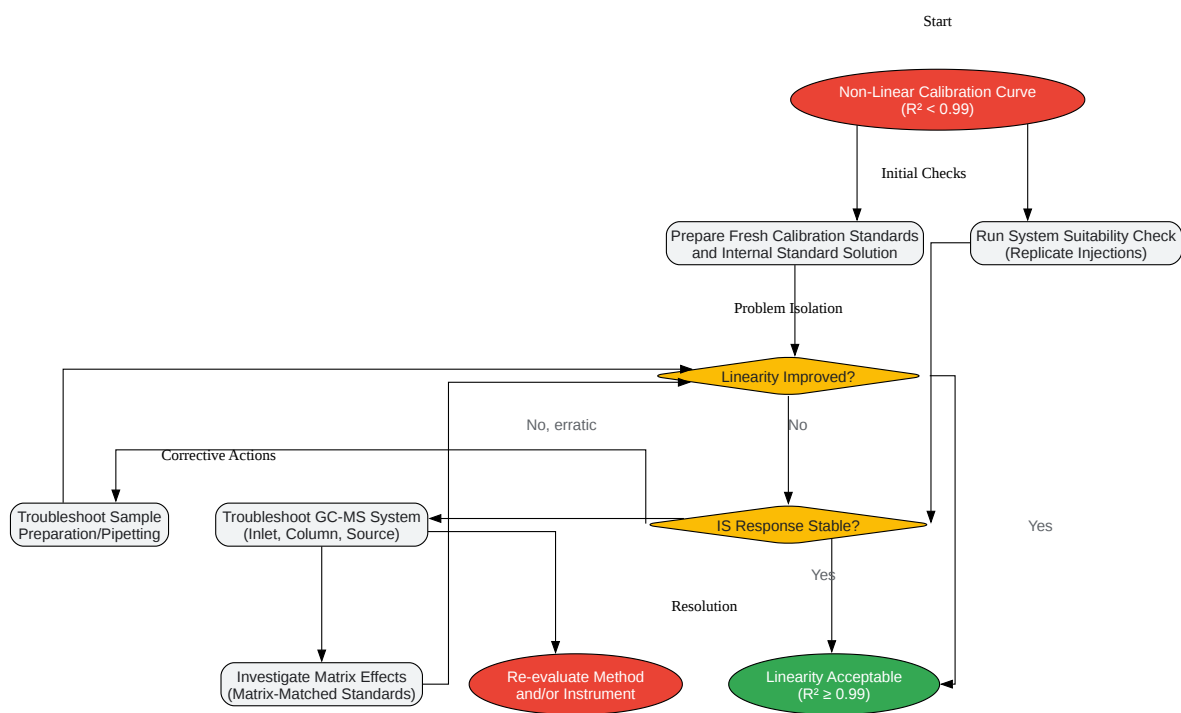 Start
Non-Linear Calibration Curve
(R² < 0.99)
Initial Checks
Prepare Fresh Calibration Standards
and Internal Standard Solution
Run System Suitability Check
(Replicate Injections)
Problem Isolation
Linearity Improved?
No, erratic
No
Corrective Actions
Troubleshoot Sample
Preparation/Pipetting
Troubleshoot GC-MS System
(Inlet, Column, Source)
IS Response Stable?
Yes
Yes
Resolution
Investigate Matrix Effects
(Matrix-Matched Standards)
Re-evaluate Method
and/or Instrument
Linearity Acceptable
(R² ≥ 0.99)